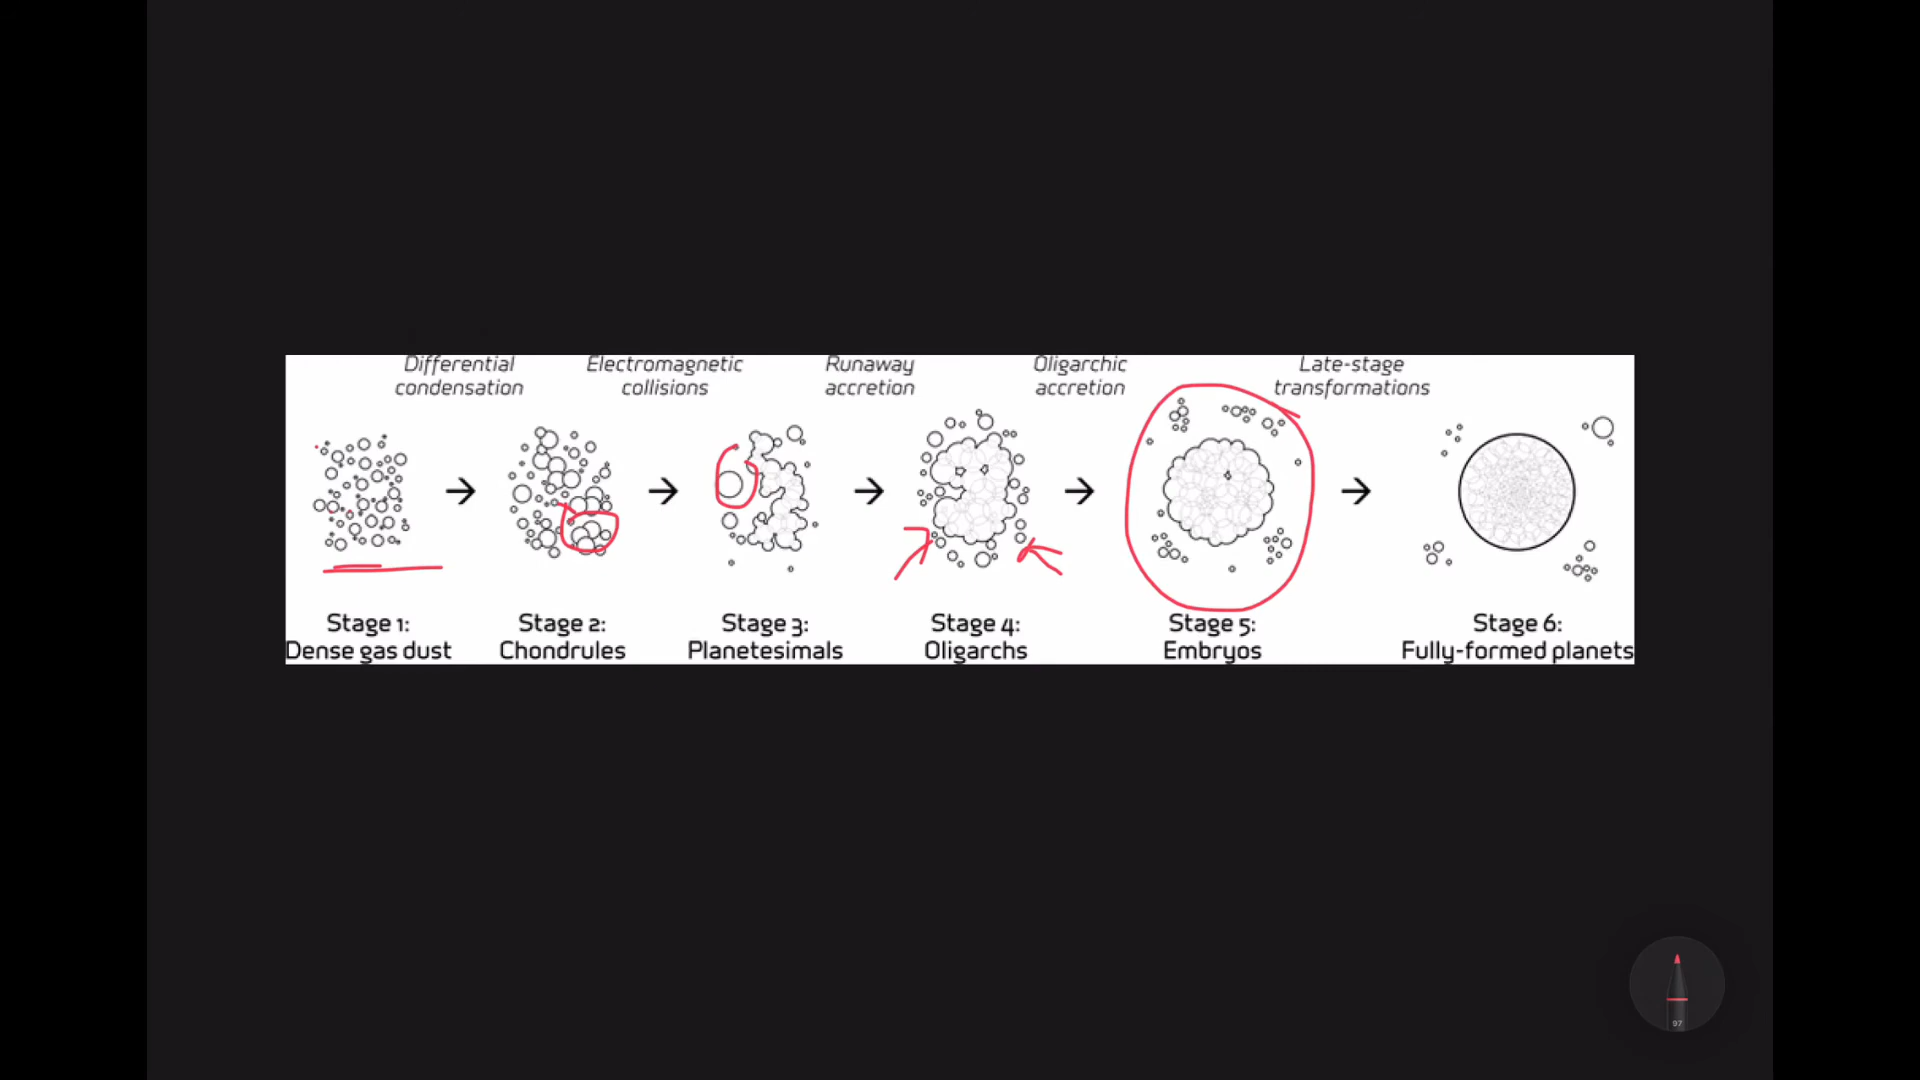 Differential
condensation
Electromagnetic
collisions
Runaway
accretion
Oligarchic
accretion
Late-stage
transformations
Stage 1:
Dense gas dust
Stage 2:
Chondrules
Stage 3:
Planetesimals
Stage 4:
Oligarchs
Stage 5:
Embryos
Stage 6:
Fully-formed planets
97